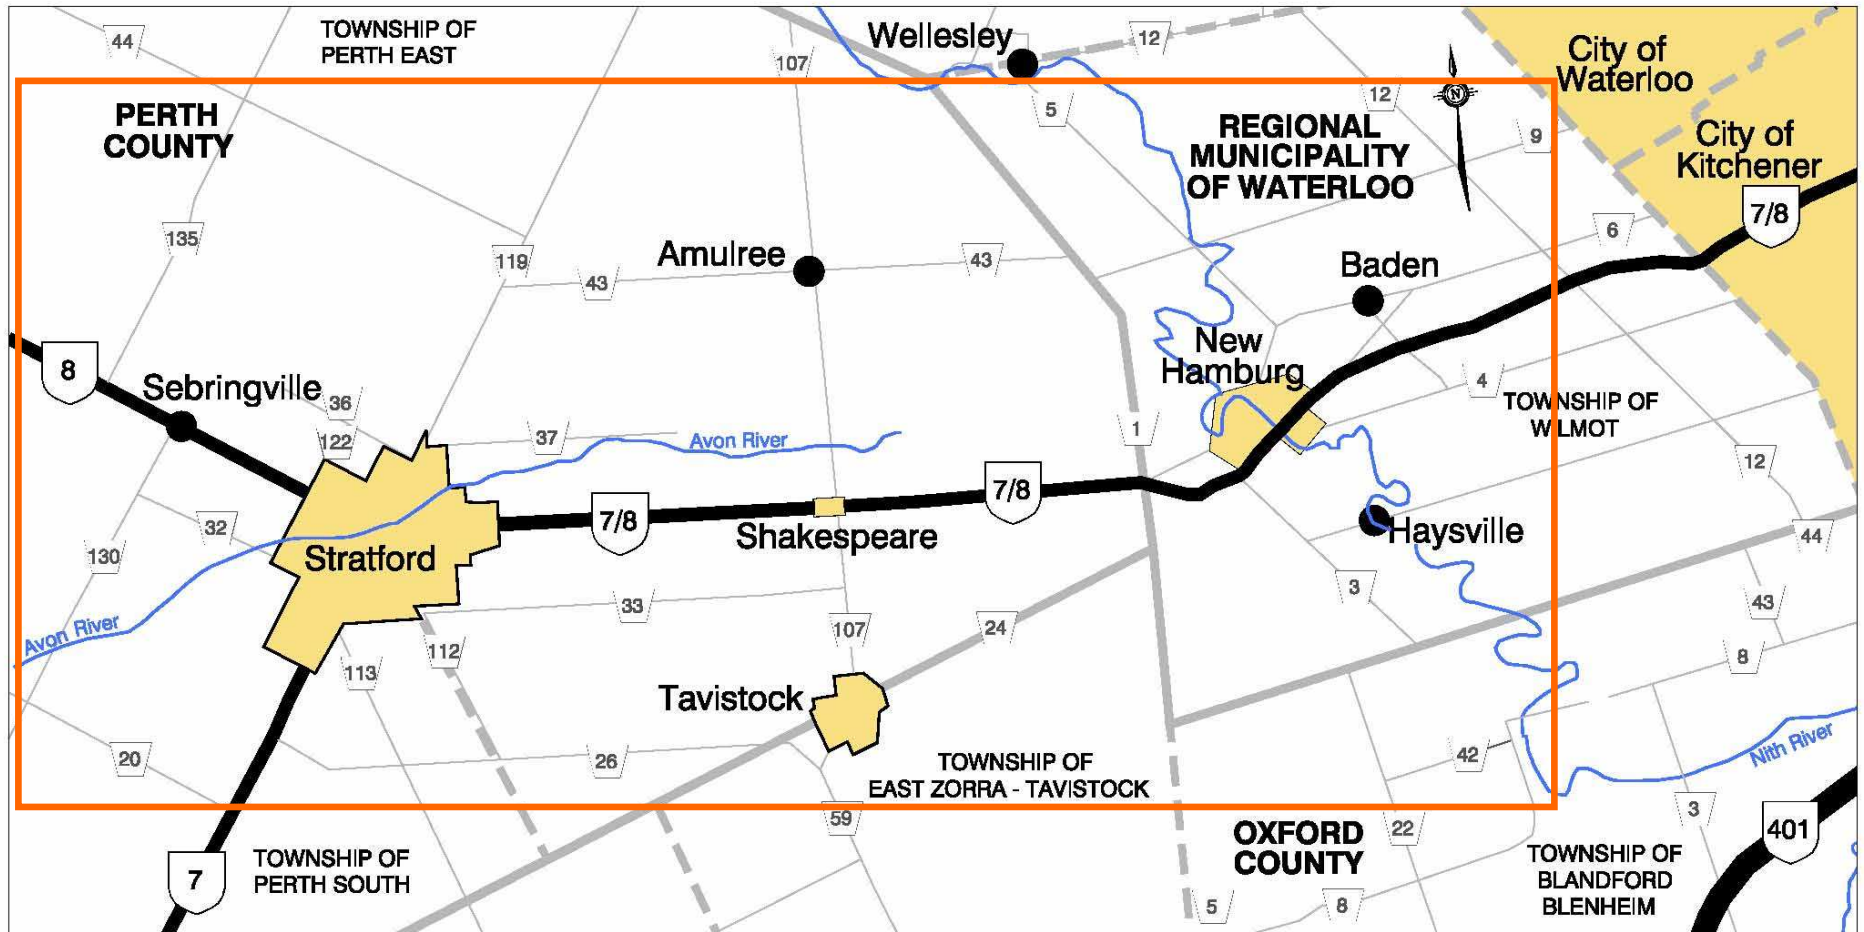 44
TOWNSHIP OF
PERTH EAST
107
Wellesley
12
City of
Waterloo
PERTH
COUNTY
5
REGIONAL
MUNICIPALITY
OF WATERLOO
12
N
9
City of
Kitchener
7/8
135
119
43
Amulree
43
6
Baden
8
Sebringville
36
122
37
Avon River
1
New
Hamburg
4
TOWNSHIP OF
WILMOT
12
7/8
Shakespeare
7/8
Haysville
44
32
130
Stratford
Avon River
33
112
113
107
24
3
43
8
Tavistock
20
26
TOWNSHIP OF
EAST ZORRA - TAVISTOCK
42
Nith River
59
OXFORD
COUNTY
22
3
401
7
TOWNSHIP OF
PERTH SOUTH
5
8
TOWNSHIP OF
BLANDFORD
BLENHEIM